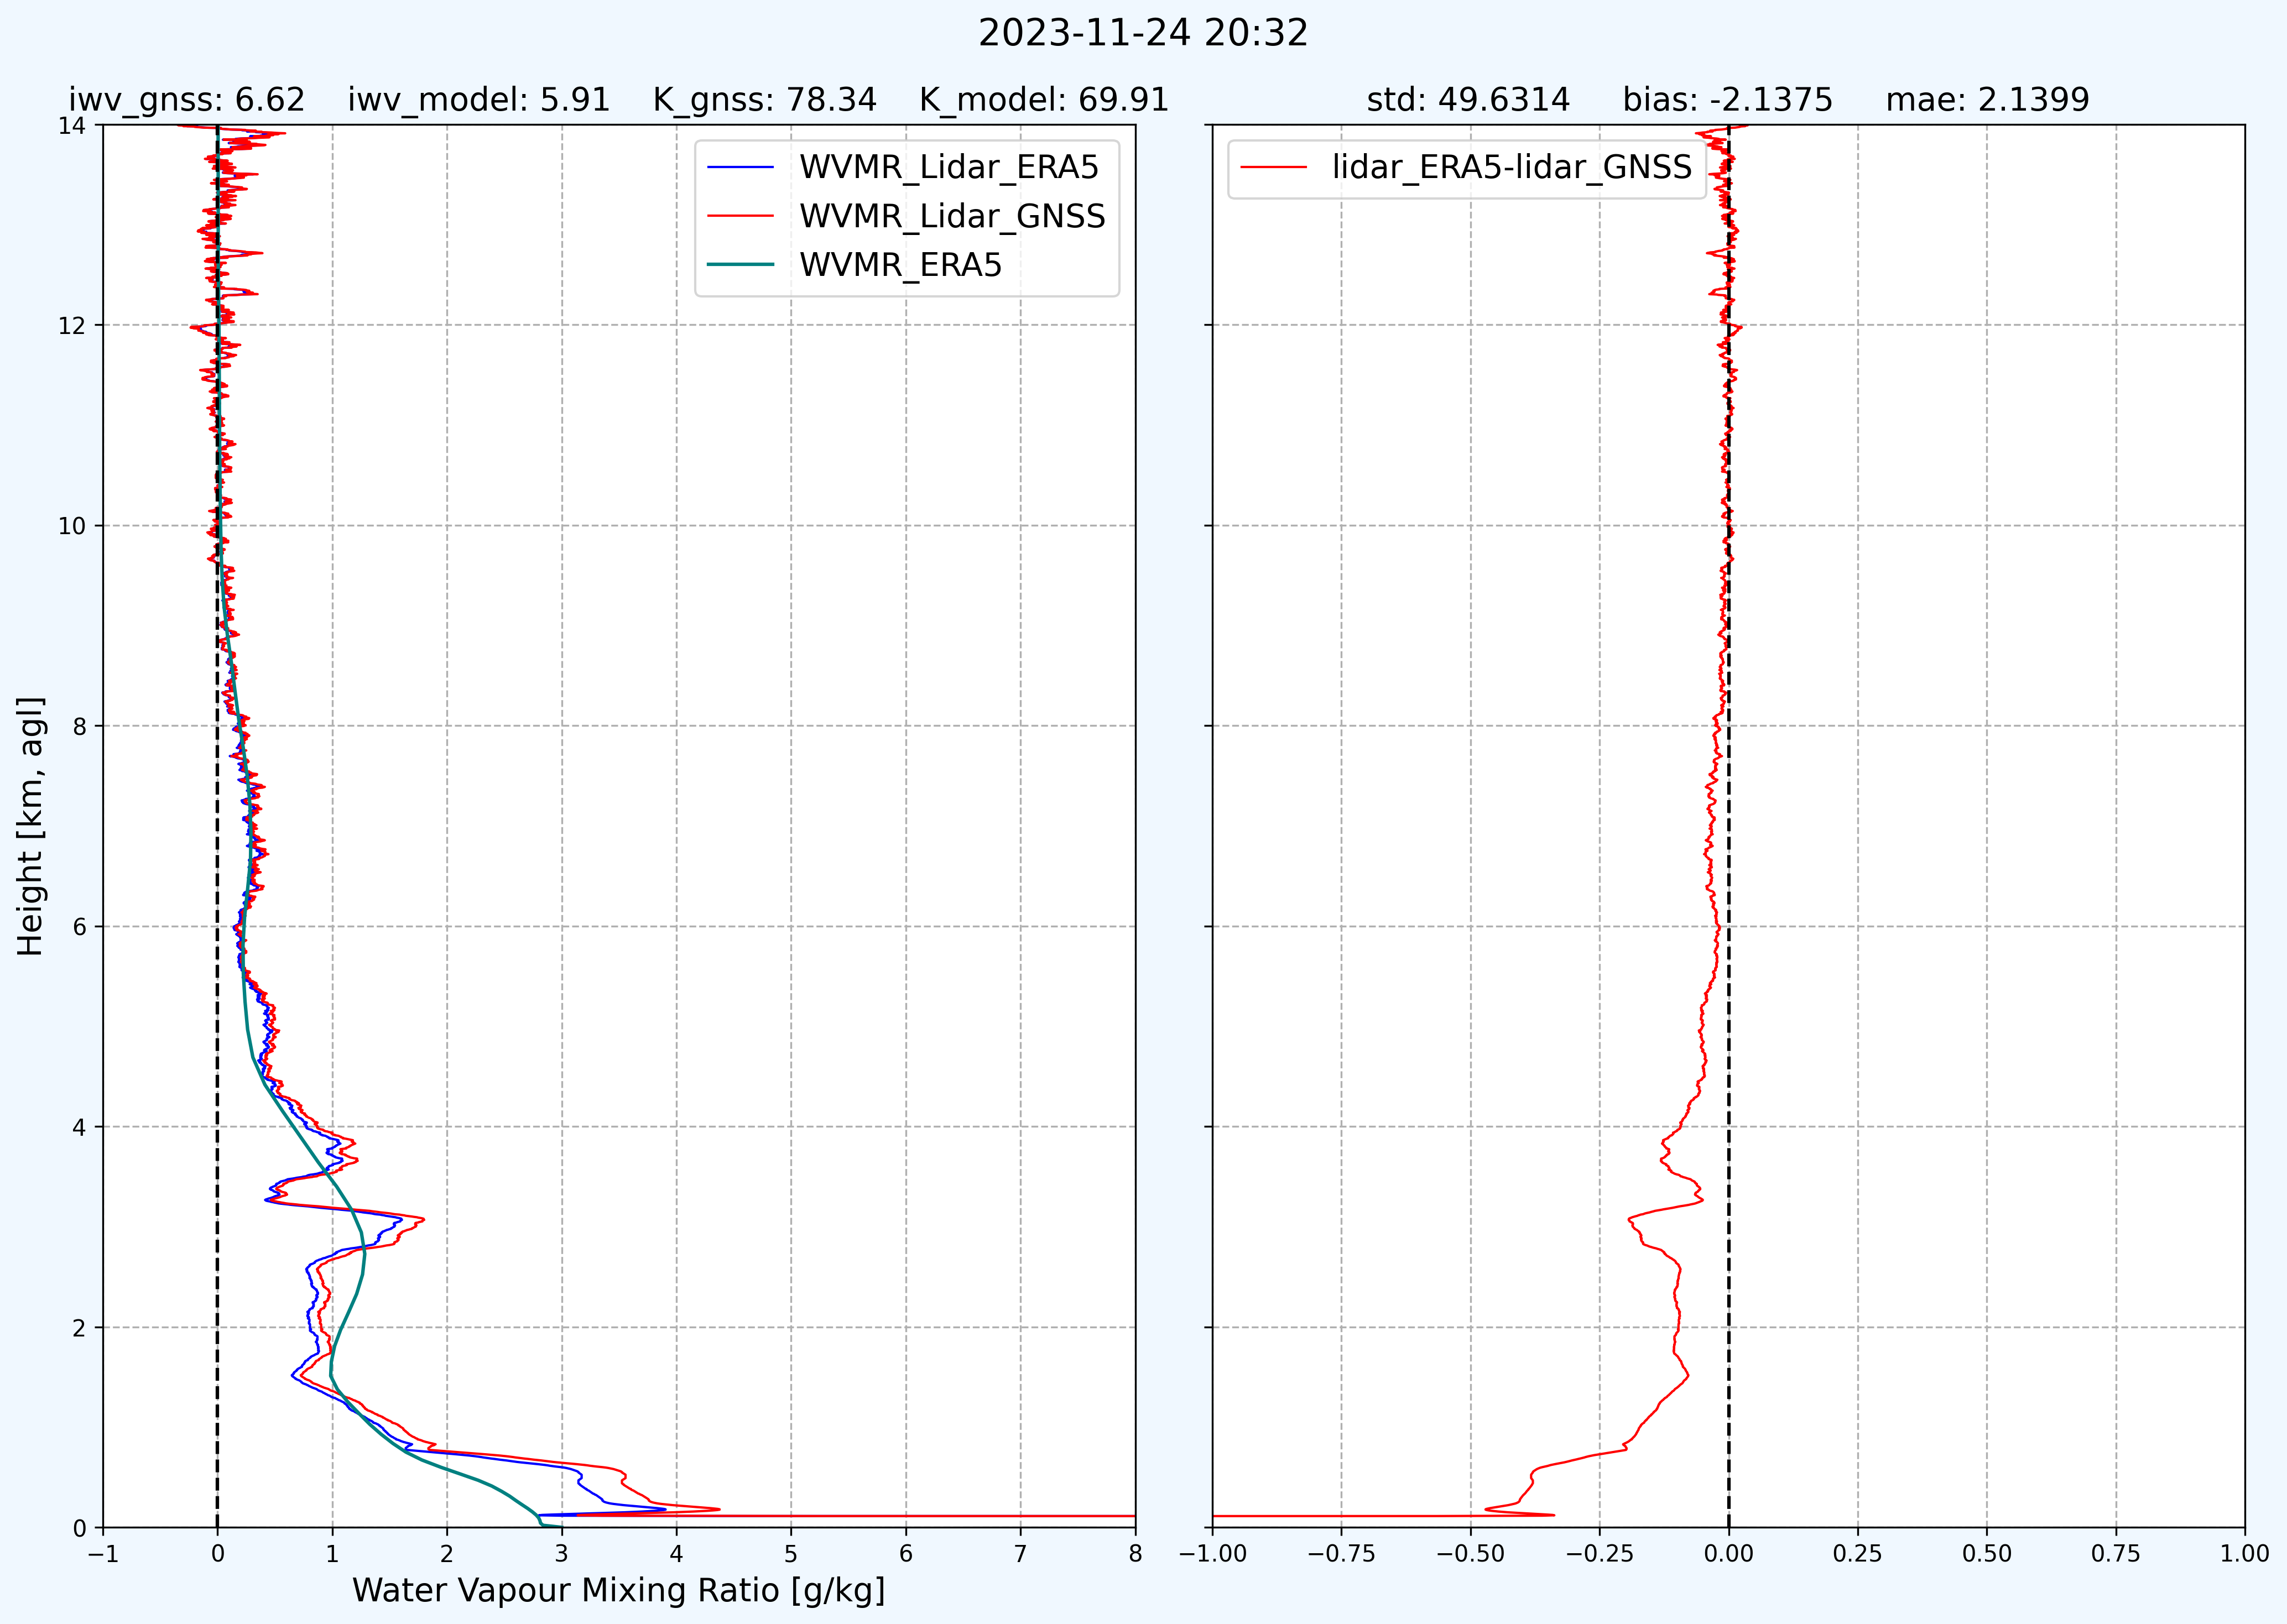 2023-11-24 20:32
iwv_gnss: 6.62 iwv_model: 5.91 K_gnss: 78.34 K_model: 69.91
std: 49.6314 bias: -2.1375 mae: 2.1399
WVMR_Lidar_ERA5
WVMR_Lidar_GNSS
WVMR_ERA5
lidar_ERA5-lidar_GNSS
Height [km, agl]
14
12
10
8
6
4
2
0
−1 0 1 2 3 4 5 6 7 8
Water Vapour Mixing Ratio [g/kg]
−1.00 −0.75 −0.50 −0.25 0.00 0.25 0.50 0.75 1.00